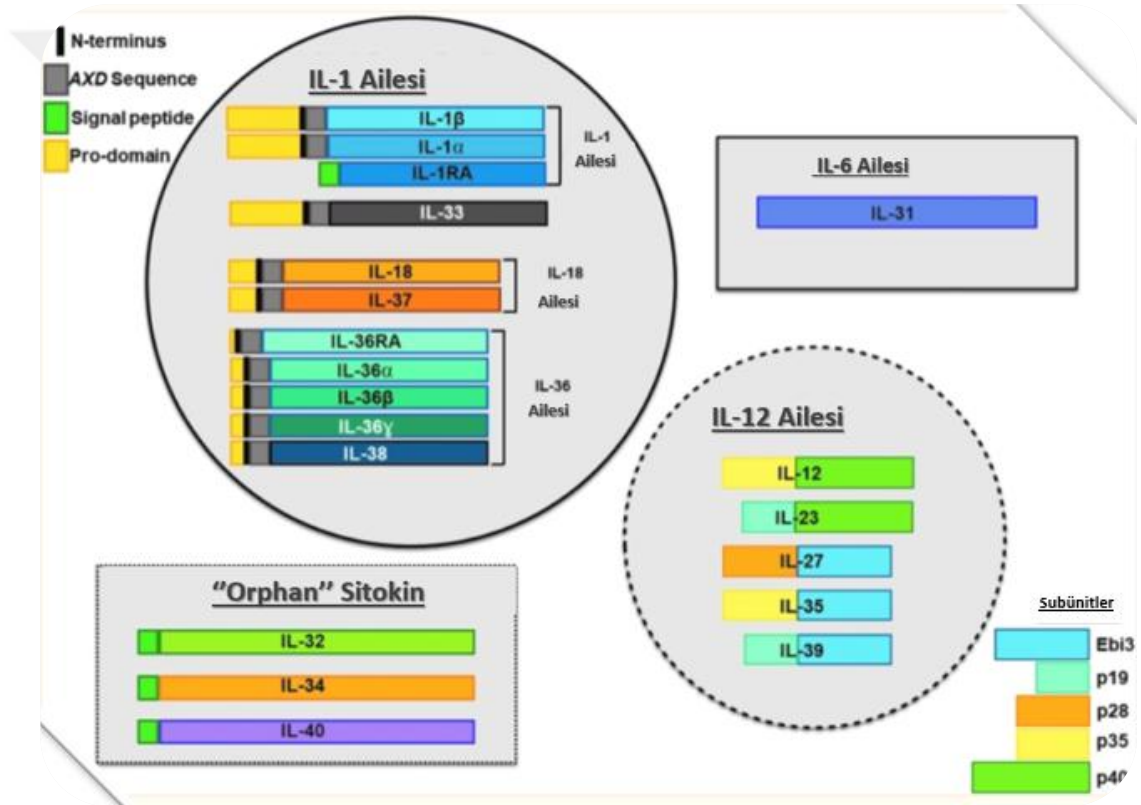 N-terminus
AXD Sequence
Signal peptide
Pro-domain
IL-1 Ailesi
IL-1β
IL-1α
IL-1RA
IL-1
Ailesi
IL-33
IL-18
IL-37
IL-18
Ailesi
IL-36RA
IL-36α
IL-36β
IL-36γ
IL-38
IL-36
Ailesi
IL-6 Ailesi
IL-31
IL-12 Ailesi
IL-12
IL-23
IL-27
IL-35
IL-39
"Orphan" Sitokin
IL-32
IL-34
IL-40
Subünitler
Ebi3
p19
p28
p35
p40